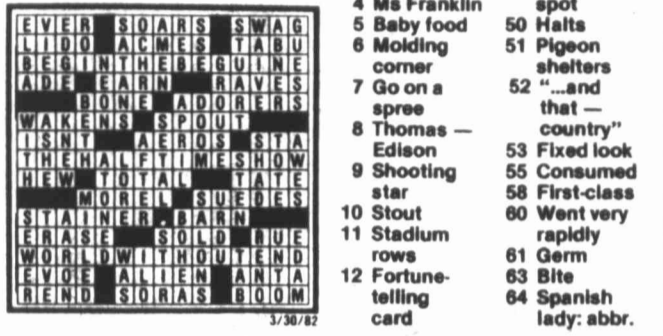 EVER SOARS SWAG
LIDO ACMES TABU
BEGINTHEBEGUINE
ADE EARN RAVES
BONE ADORERS
WAKENS SPOUT
ISNT AEROS STA
THEHALFTIMESHOW
HEW TOTAL TATE
MOREL SUEDES
STAINER BARN
ERASE SOLD RUE
WORLDWITHOUTEND
EVOE ALIEN ANTA
REND SORAS BOOM
3/30/82
4 Ms Franklin
5 Baby food
6 Molding
corner
7 Go on a
spree
8 Thomas —
Edison
9 Shooting
star
10 Stout
11 Stadium
rows
12 Fortune-
telling
card
spot
50 Halts
51 Pigeon
shelters
52 "...and
that —
country"
53 Fixed look
55 Consumed
58 First-class
60 Went very
rapidly
61 Germ
63 Bite
64 Spanish
lady: abbr.